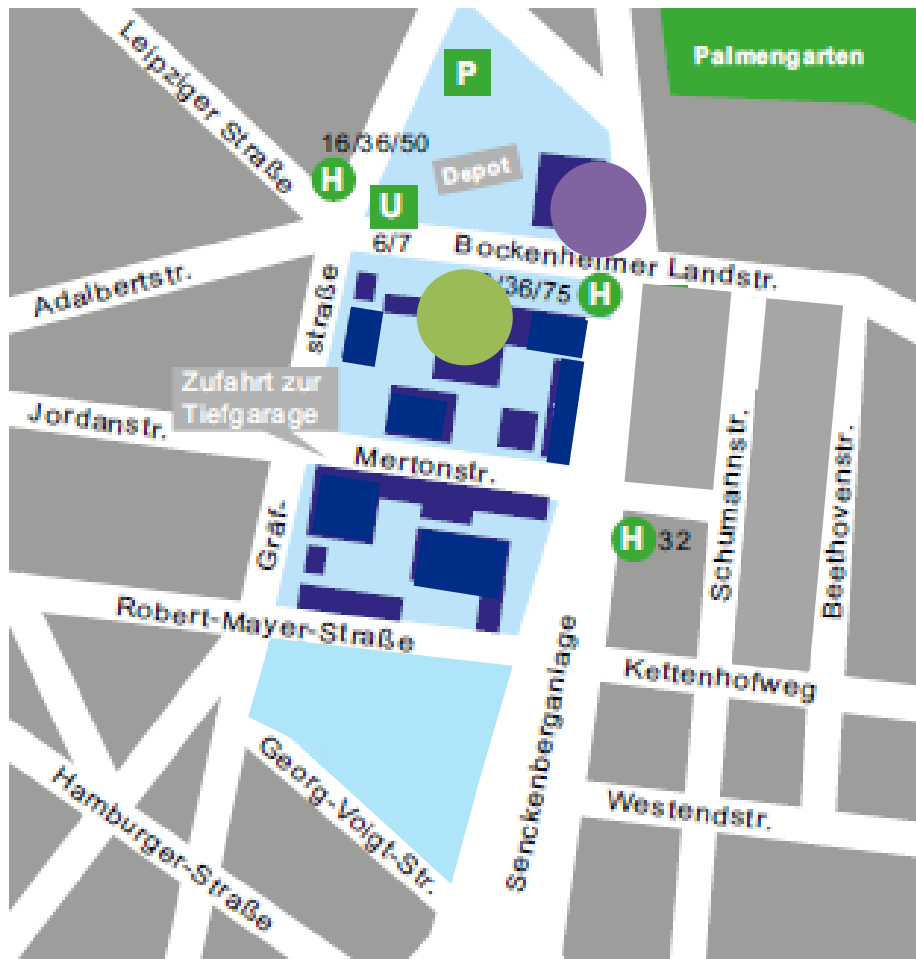 Leipziger Straße
P
Palmengarten
16/36/50
H
Depot
U
6/7
Bockenheimer Landstr.
Adalbertstr.
/36/75
H
straße
Zufahrt zur
Tiefgarage
Jordanstr.
Mertonstr.
Gräf-
H 32
Schumannstr.
Beethovenstr.
Robert-Mayer-Straße
Kettenhofweg
Senckenberganlage
Georg-Voigt-Str.
Hamburger-Straße
Westendstr.